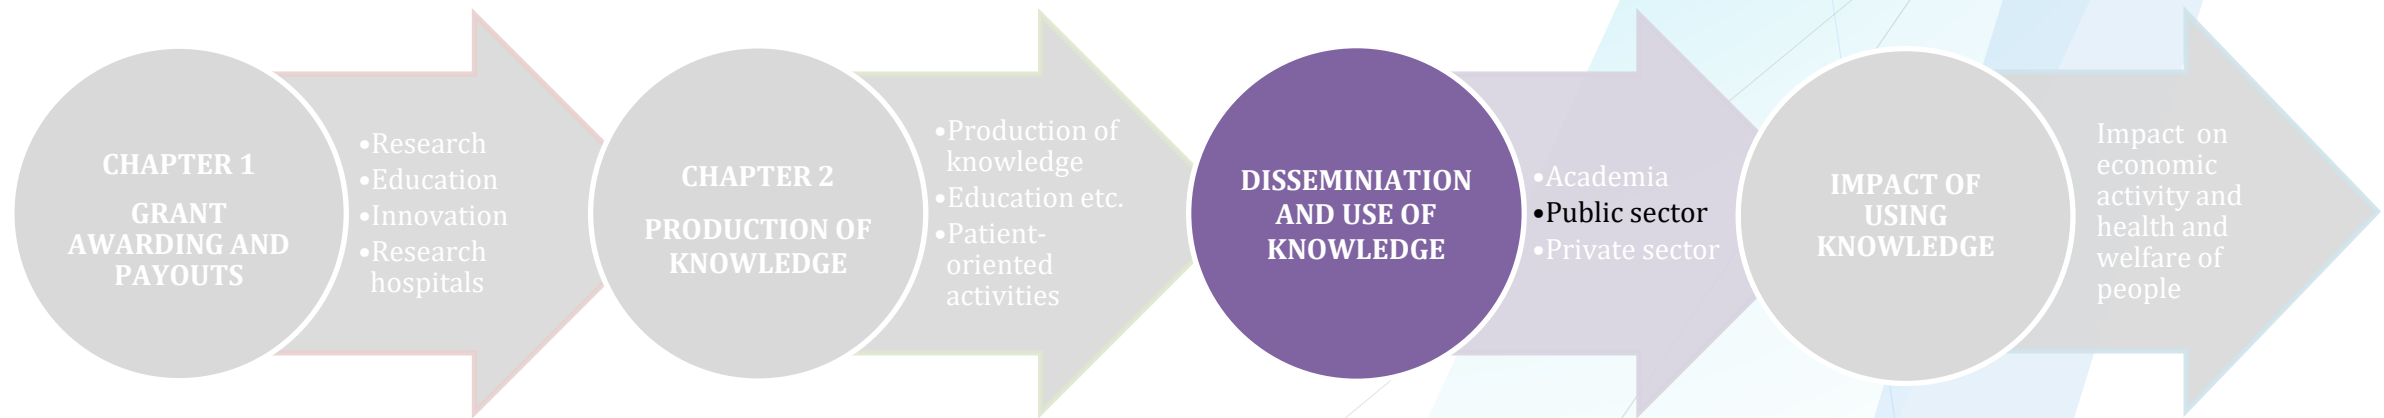 CHAPTER 1
GRANT
AWARDING AND
PAYOUTS
•Research
•Education
•Innovation
•Research
hospitals
CHAPTER 2
PRODUCTION OF
KNOWLEDGE
•Production of
knowledge
•Education etc.
•Patient-
oriented
activities
DISSEMINIATION
AND USE OF
KNOWLEDGE
•Academia
•Public sector
•Private sector
IMPACT OF
USING
KNOWLEDGE
Impact on
economic
activity and
health and
welfare of
people